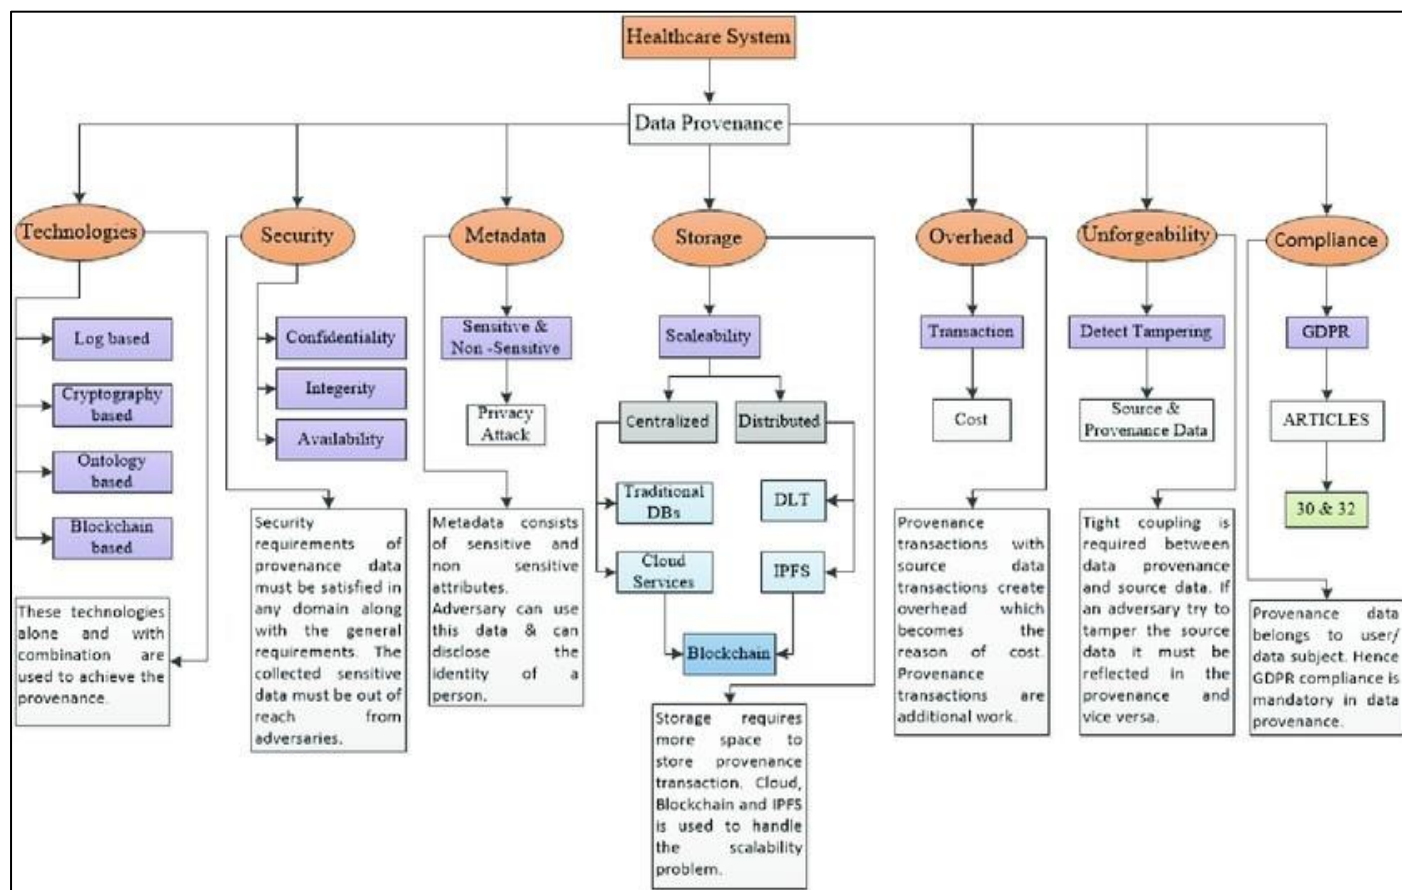 Healthcare System
Data Provenance
Technologies
Security
Metadata
Storage
Overhead
Unforgeability
Compliance
Log based
Cryptography
based
Ontology
based
Blockchain
based
These technologies
alone and with
combination are
used to achieve the
provenance.
Confidentiality
Integerity
Availability
Security
requirements of
provenance data
must be satisfied in
any domain along
with the general
requirements. The
collected sensitive
data must be out of
reach from
adversaries.
Sensitive &
Non -Sensitive
Privacy
Attack
Metadata consists
of sensitive and
non sensitive
attributes.
Adversary can use
this data & can
disclose the
identity of a
person.
Scaleability
Centralized
Distributed
Traditional
DBs
Cloud
Services
DLT
IPFS
Blockchain
Storage requires
more space to
store provenance
transaction. Cloud,
Blockchain and IPFS
is used to handle
the scalability
problem.
Transaction
Cost
Provenance
transactions with
source data
transactions create
overhead which
becomes the
reason of cost.
Provenance
transactions are
additional work.
Detect Tampering
Source &
Provenance Data
Tight coupling is
required between
data provenance
and source data. If
an adversary try to
tamper the source
data it must be
reflected in the
provenance and
vice versa.
GDPR
ARTICLES
30 & 32
Provenance data
belongs to user/
data subject. Hence
GDPR compliance is
mandatory in data
provenance.